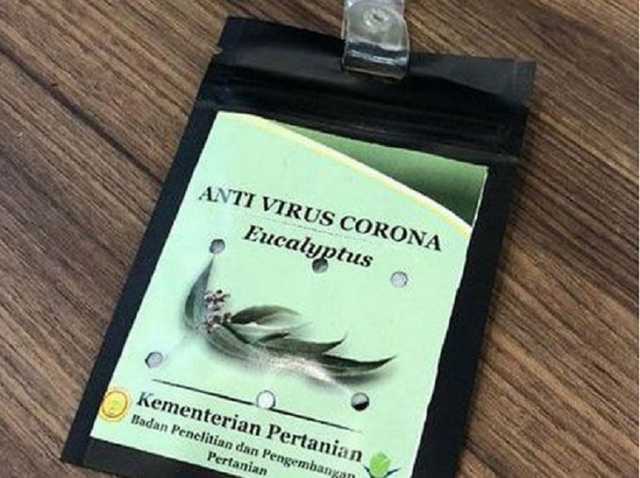 ANTI VIRUS CORONA
Eucalyptus
Kementerian Pertanian
Badan Penelitian dan Pengembangan
Pertanian